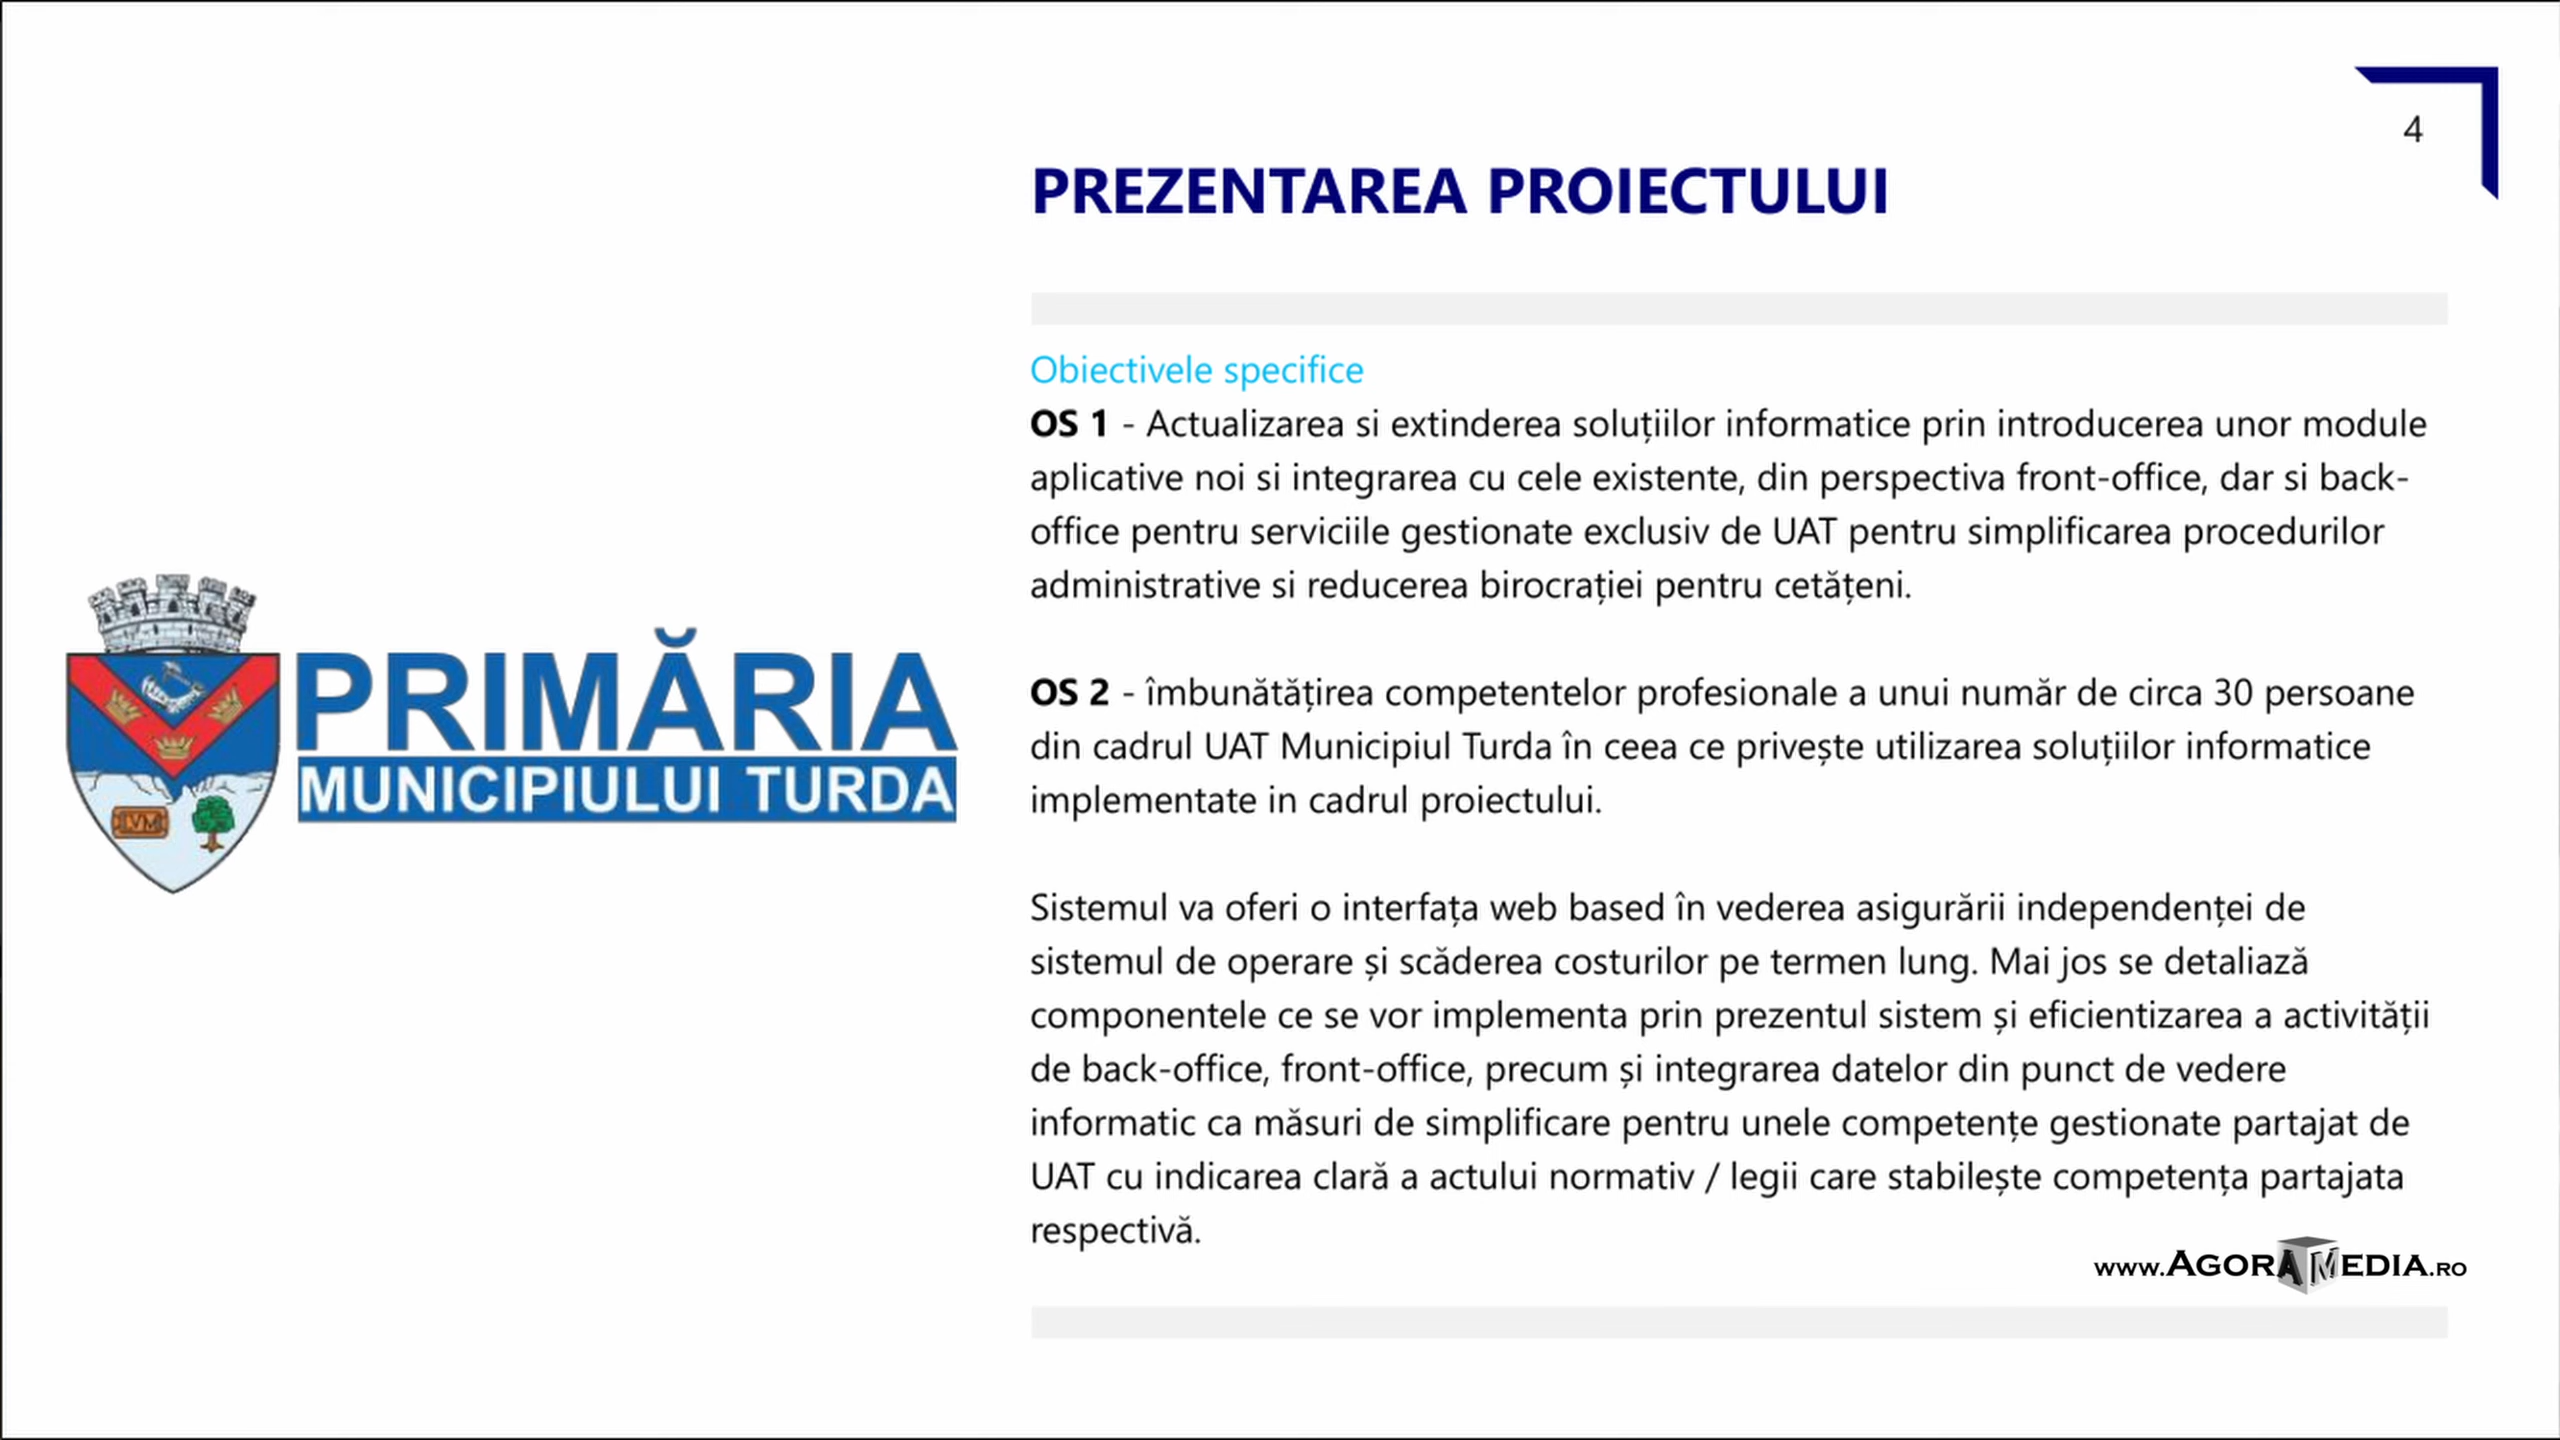 4
PREZENTAREA PROIECTULUI
Obiectivele specifice
OS 1 - Actualizarea si extinderea soluțiilor informatice prin introducerea unor module
aplicative noi si integrarea cu cele existente, din perspectiva front-office, dar si back-
office pentru serviciile gestionate exclusiv de UAT pentru simplificarea procedurilor
administrative si reducerea birocrației pentru cetățeni.
OS 2 - îmbunătățirea competentelor profesionale a unui număr de circa 30 persoane
din cadrul UAT Municipiul Turda în ceea ce privește utilizarea soluțiilor informatice
implementate in cadrul proiectului.
Sistemul va oferi o interfața web based în vederea asigurării independenței de
sistemul de operare și scăderea costurilor pe termen lung. Mai jos se detaliază
componentele ce se vor implementa prin prezentul sistem și eficientizarea a activității
de back-office, front-office, precum și integrarea datelor din punct de vedere
informatic ca măsuri de simplificare pentru unele competențe gestionate partajat de
UAT cu indicarea clară a actului normativ / legii care stabilește competența partajata
respectivă.
PRIMĂRIA
MUNICIPIULUI TURDA
www.AGORAMEDIA.RO